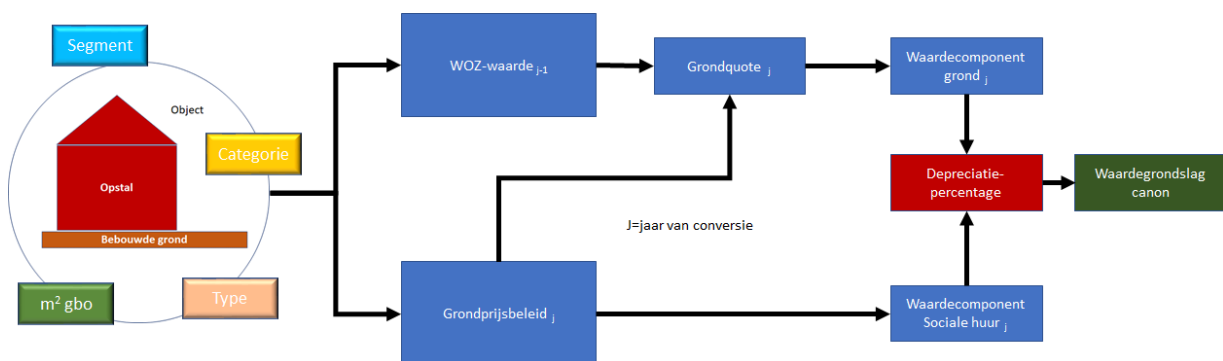 Segment
Object
Categorie
Opstal
Bebouwde grond
m² gbo
Type
WOZ-waarde j-1
Grondquote j
Waardecomponent
grond j
Depreciatie-
percentage
Waardegrondslag
canon
J=jaar van conversie
Grondprijsbeleid j
Waardecomponent
Sociale huur j